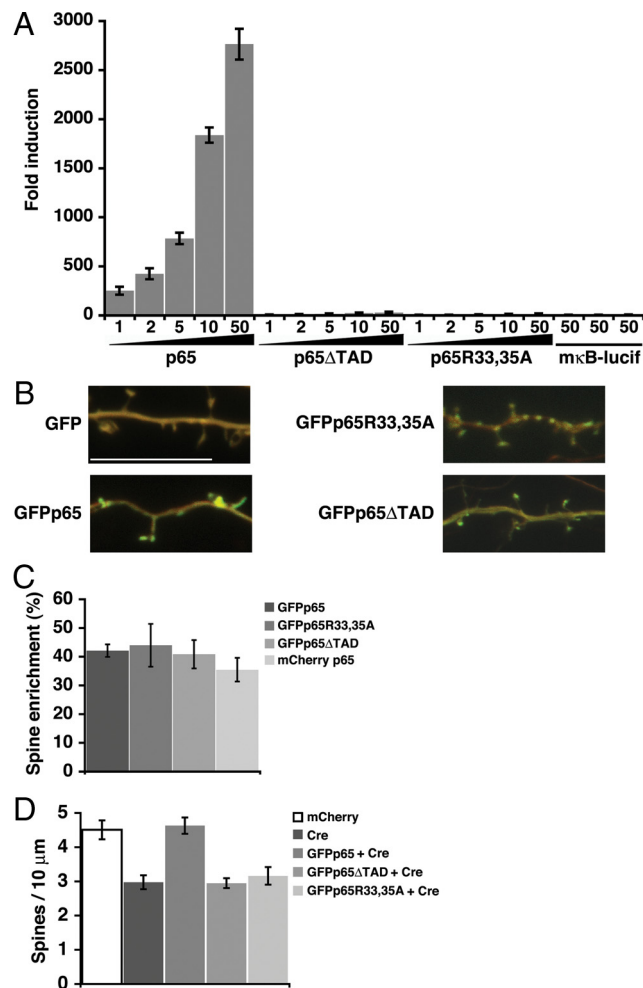 A
3000
2500
2000
1500
1000
500
0
Fold induction
1 2 5 10 50 1 2 5 10 50 1 2 5 10 50 50 50 50
p65 p65ΔTAD p65R33,35A mκB-lucif
B
GFP
GFPp65R33,35A
GFPp65
GFPp65ΔTAD
C
60
50
40
30
20
10
0
Spine enrichment (%)
GFPp65
GFPp65R33,35A
GFPp65ΔTAD
mCherry p65
D
5
4
3
2
1
0
Spines / 10 μm
mCherry
Cre
GFPp65 + Cre
GFPp65ΔTAD + Cre
GFPp65R33,35A + Cre